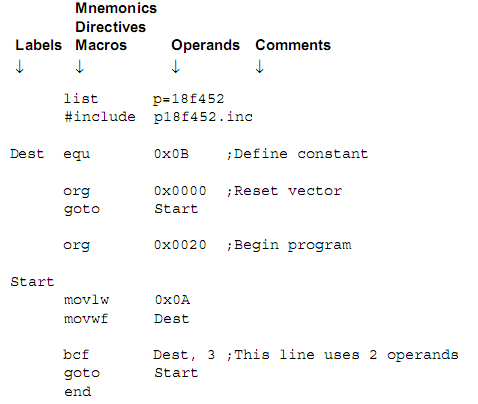 Mnemonics
Directives
Labels Macros Operands Comments
↓ ↓ ↓ ↓
list p=18f452
#include p18f452.inc
Dest equ 0x0B ;Define constant
org 0x0000 ;Reset vector
goto Start
org 0x0020 ;Begin program
Start
movlw 0x0A
movwf Dest
bcf Dest, 3 ;This line uses 2 operands
goto Start
end